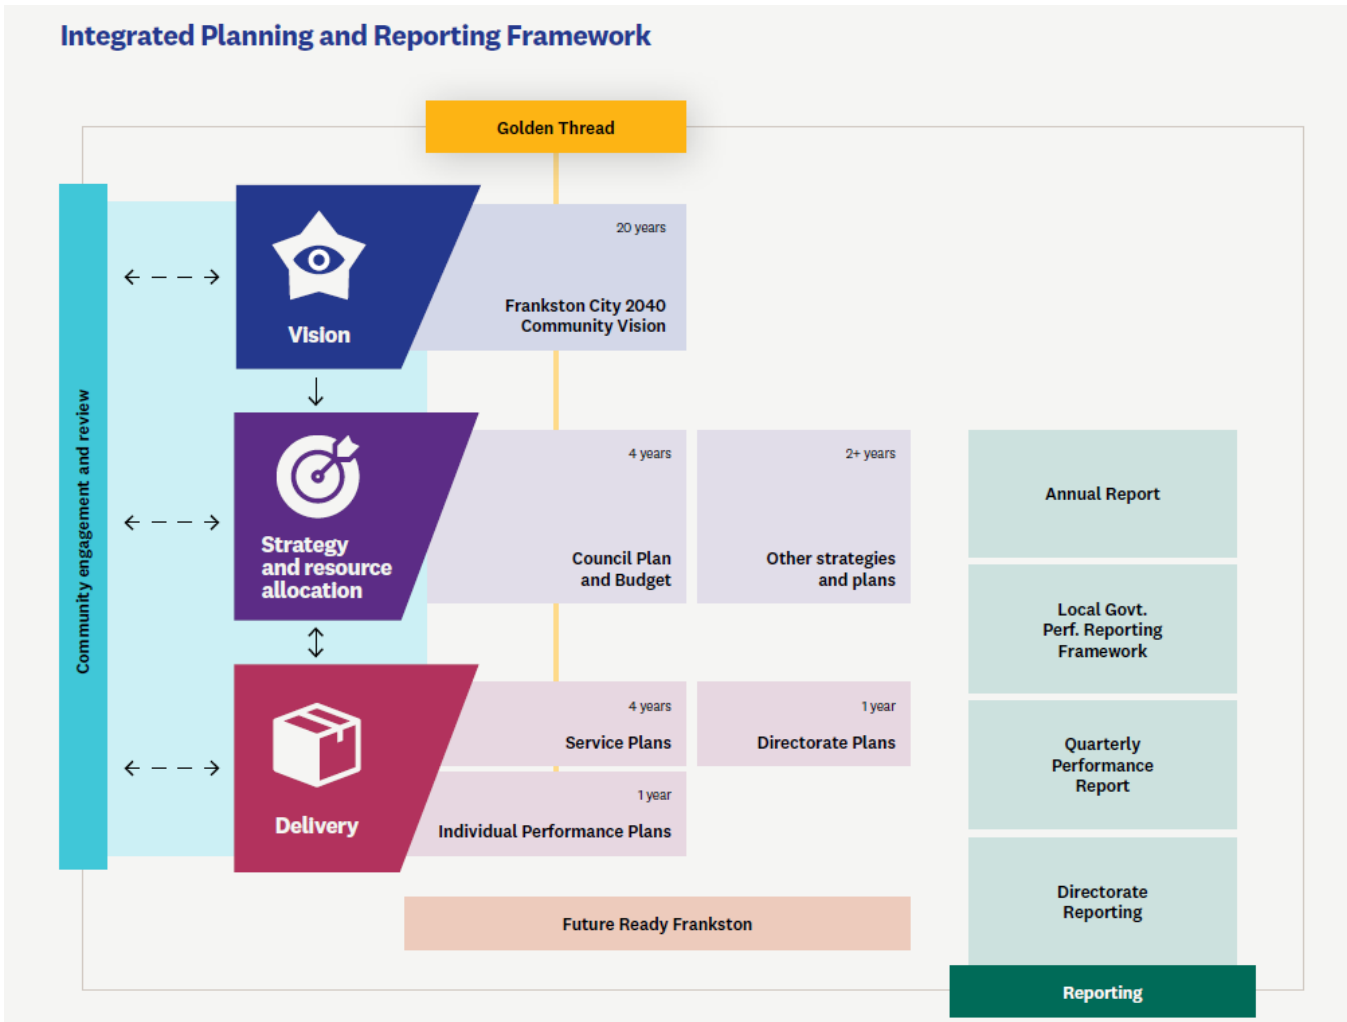 Integrated Planning and Reporting Framework
Golden Thread
Community engagement and review
Vision
20 years
Frankston City 2040
Community Vision
Strategy
and resource
allocation
4 years
Council Plan
and Budget
2+ years
Other strategies
and plans
Delivery
4 years
Service Plans
1 year
Directorate Plans
1 year
Individual Performance Plans
Future Ready Frankston
Annual Report
Local Govt.
Perf. Reporting
Framework
Quarterly
Performance
Report
Directorate
Reporting
Reporting